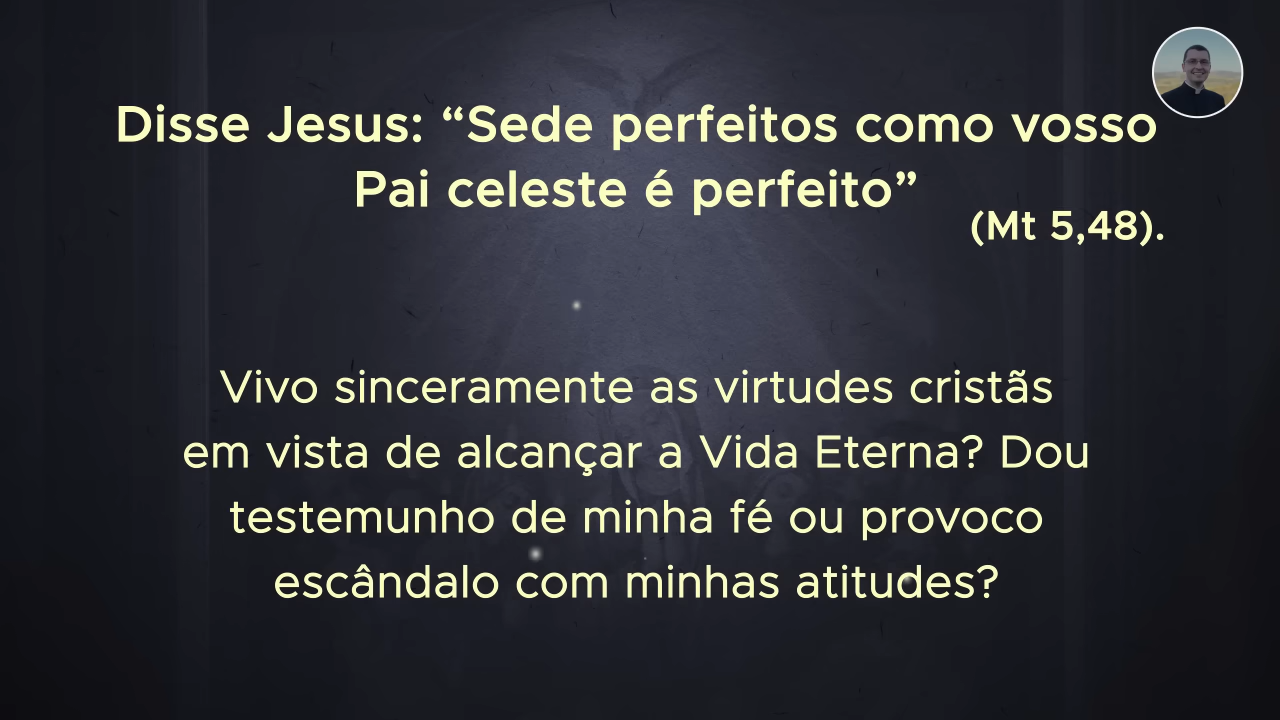 Disse Jesus: “Sede perfeitos como vosso
Pai celeste é perfeito”
(Mt 5,48).
Vivo sinceramente as virtudes cristãs
em vista de alcançar a Vida Eterna? Dou
testemunho de minha fé ou provoco
escândalo com minhas atitudes?